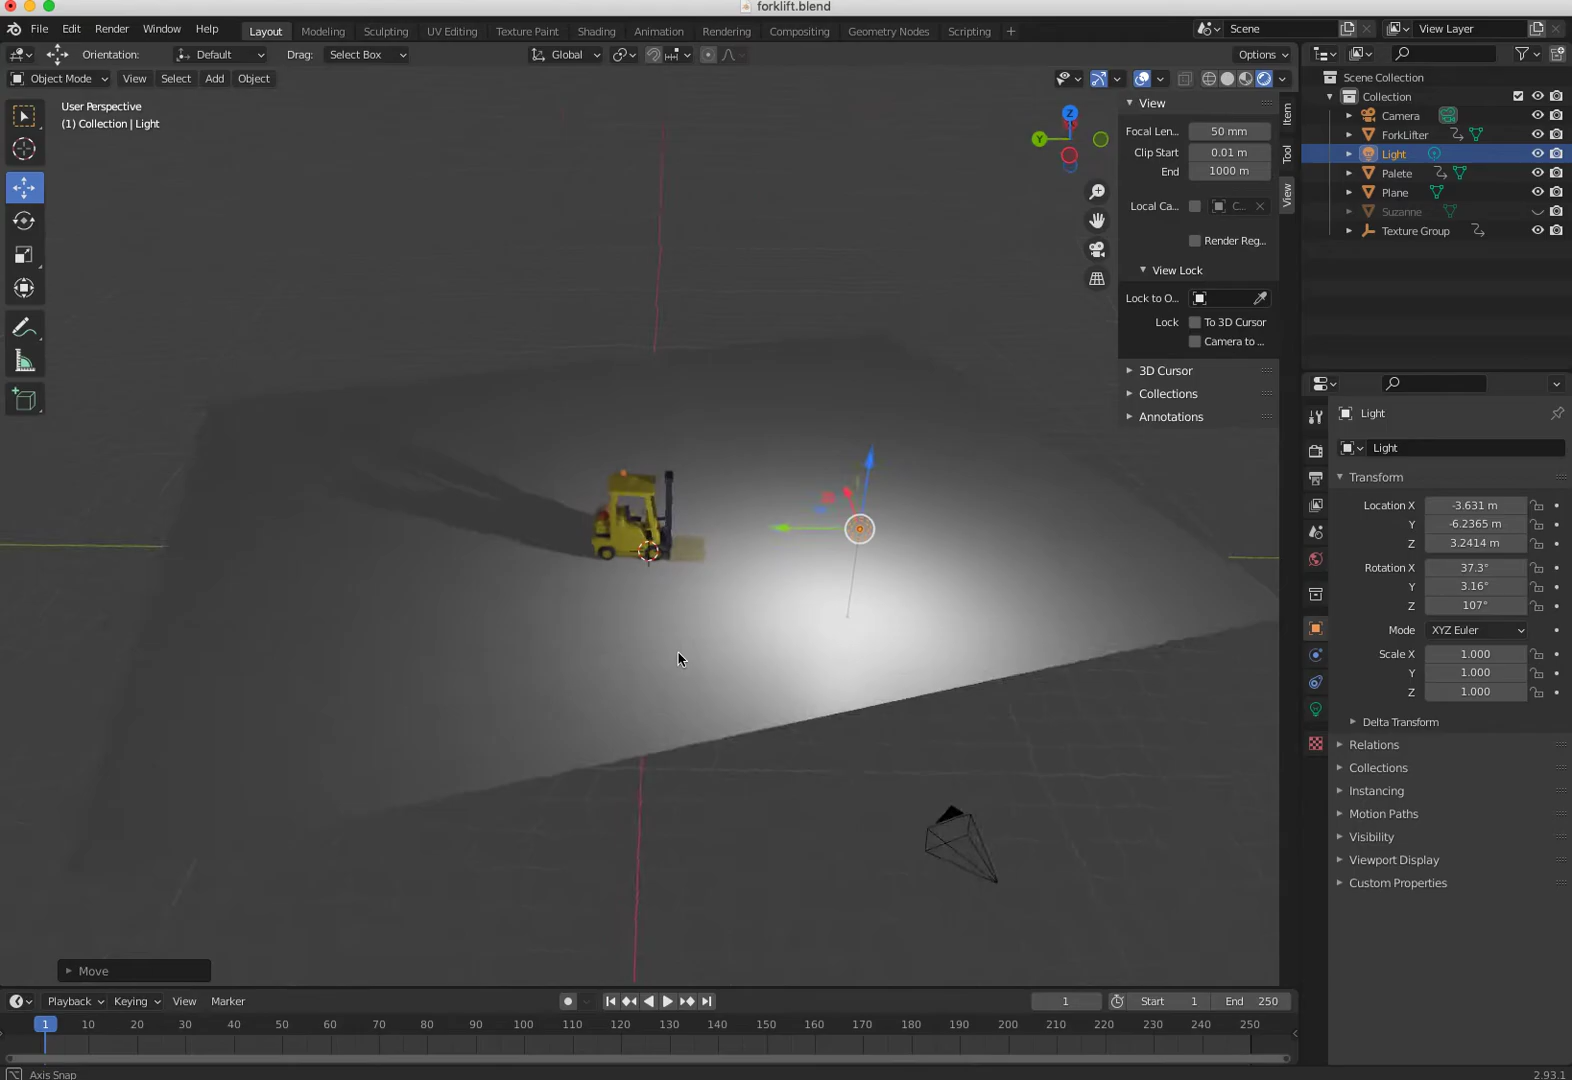 forklift.blend
File Edit Render Window Help Layout Modeling Sculpting UV Editing Texture Paint Shading Animation Rendering Compositing Geometry Nodes Scripting + Scene View Layer
Orientation: Default Drag: Select Box Global Options
Object Mode View Select Add Object
User Perspective
(1) Collection | Light
Z
Y
View
Focal Len... 50 mm
Clip Start 0.01 m
End 1000 m
Local Ca... C...
Render Reg...
View Lock
Lock to O...
Lock To 3D Cursor
Camera to ...
3D Cursor
Collections
Annotations
Item
Tool
View
Scene Collection
Collection
Camera
ForkLifter
Light
Palete
Plane
Suzanne
Texture Group
Light
Light
Transform
Location X -3.631 m
Y -6.2365 m
Z 3.2414 m
Rotation X 37.3°
Y 3.16°
Z 107°
Mode XYZ Euler
Scale X 1.000
Y 1.000
Z 1.000
Delta Transform
Relations
Collections
Instancing
Motion Paths
Visibility
Viewport Display
Custom Properties
Move
Playback Keying View Marker 1 Start 1 End 250
1 10 20 30 40 50 60 70 80 90 100 110 120 130 140 150 160 170 180 190 200 210 220 230 240 250
Axis Snap 2.93.1